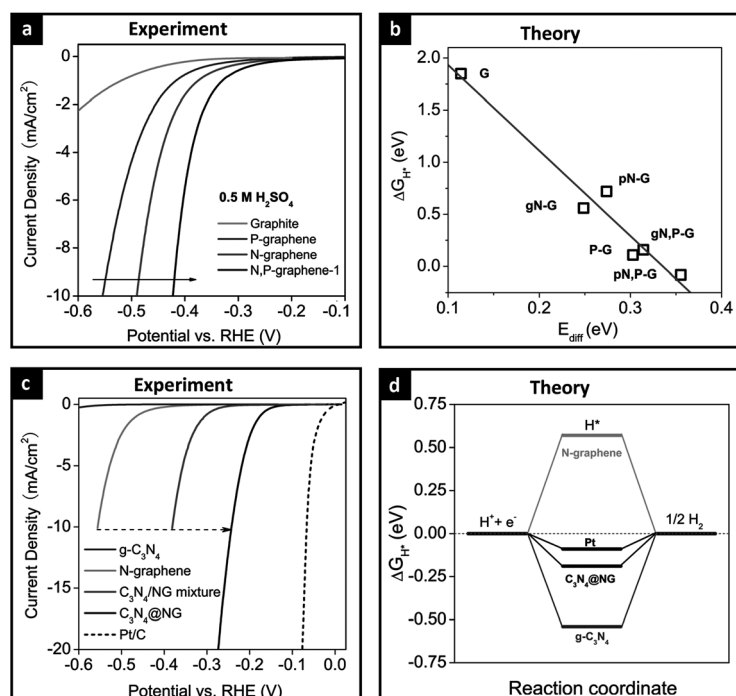 a
Experiment
0
-2
-4
-6
-8
-10
Current Density (mA/cm²)
0.5 M H₂SO₄
Graphite
P-graphene
N-graphene
N,P-graphene-1
-0.6 -0.5 -0.4 -0.3 -0.2 -0.1
Potential vs. RHE (V)
b
Theory
2.0
1.5
1.0
0.5
0.0
ΔG_H* (eV)
G
pN-G
gN-G
gN,P-G
P-G
pN,P-G
0.1 0.2 0.3 0.4
E_diff (eV)
c
Experiment
0
-5
-10
-15
-20
Current Density (mA/cm²)
g-C₃N₄
N-graphene
C₃N₄/NG mixture
C₃N₄@NG
Pt/C
-0.6 -0.5 -0.4 -0.3 -0.2 -0.1 0.0
Potential vs. RHE (V)
d
Theory
0.75
0.50
0.25
0.00
-0.25
-0.50
-0.75
ΔG_H* (eV)
H*
N-graphene
H⁺+ e⁻
1/2 H₂
Pt
C₃N₄@NG
g-C₃N₄
Reaction coordinate